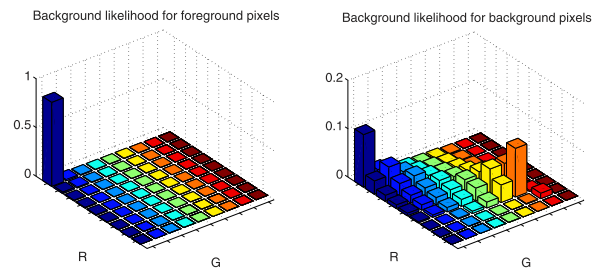 Background likelihood for foreground pixels
1
0.5
0
R
G
Background likelihood for background pixels
0.2
0.1
0
R
G